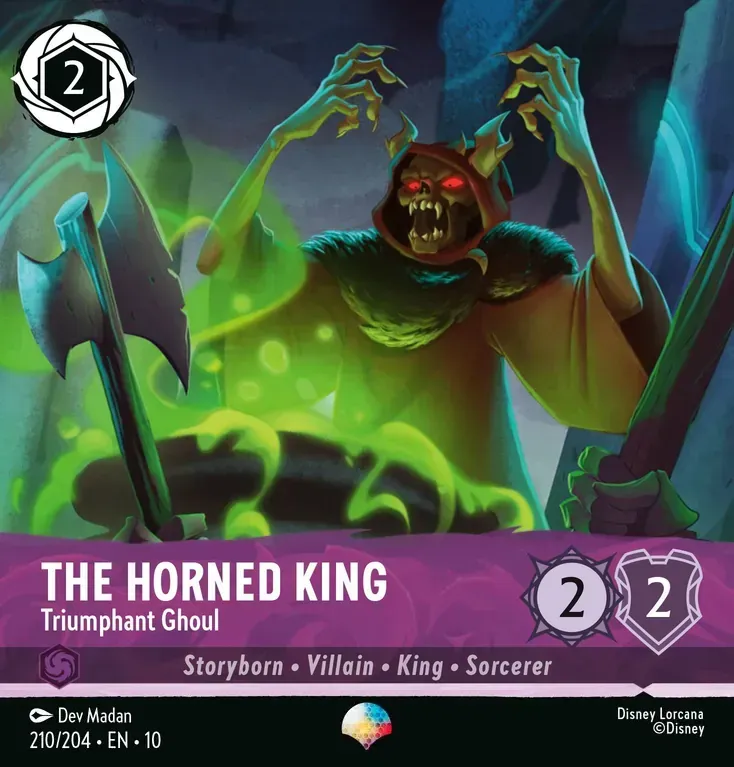 2
THE HORNED KING
Triumphant Ghoul
2
2
Storyborn • Villain • King • Sorcerer
Dev Madan
210/204 • EN • 10
Disney Lorcana
©Disney